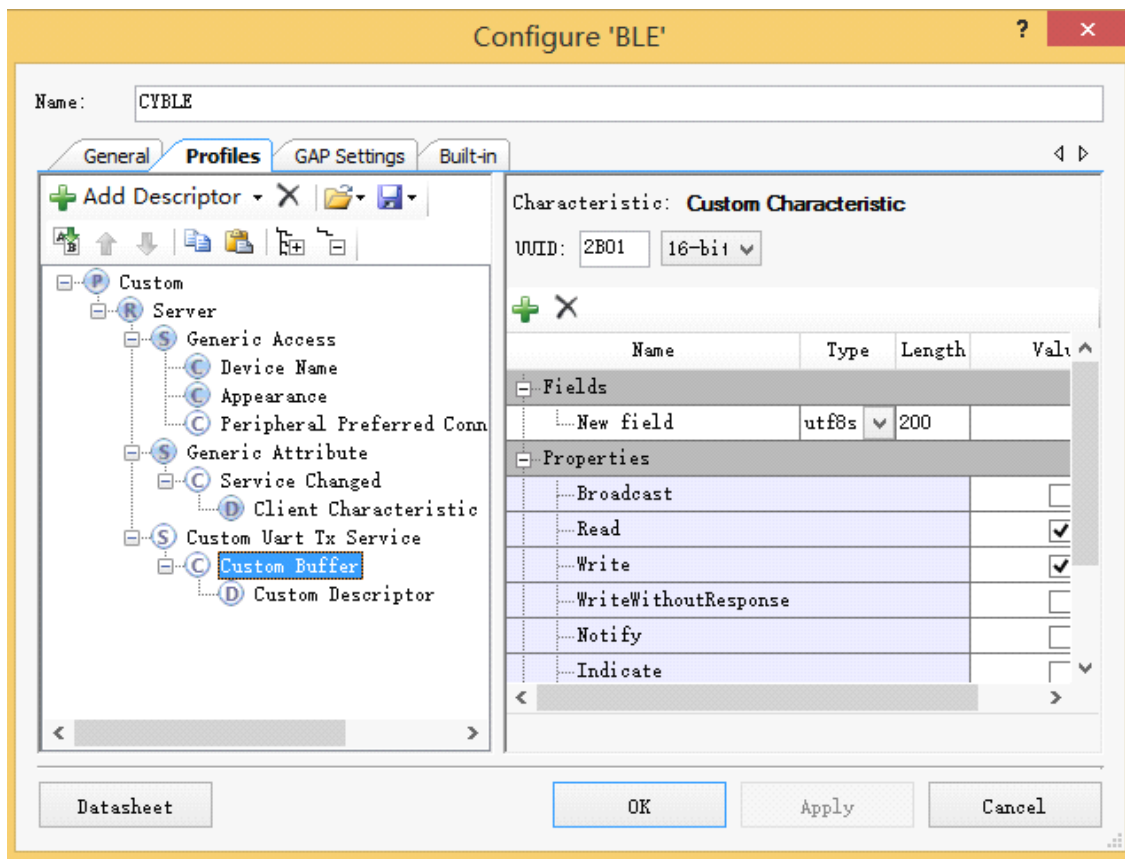 Configure 'BLE'
?
Name: CYBLE
General Profiles GAP Settings Built-in
Add Descriptor
Custom
Server
Generic Access
Device Name
Appearance
Peripheral Preferred Conn
Generic Attribute
Service Changed
Client Characteristic
Custom Uart Tx Service
Custom Buffer
Custom Descriptor
Characteristic: Custom Characteristic
UUID: 2B01 16-bit
Name Type Length Valu
Fields
New field utf8s 200
Properties
Broadcast
Read
Write
WriteWithoutResponse
Notify
Indicate
Datasheet OK Apply Cancel